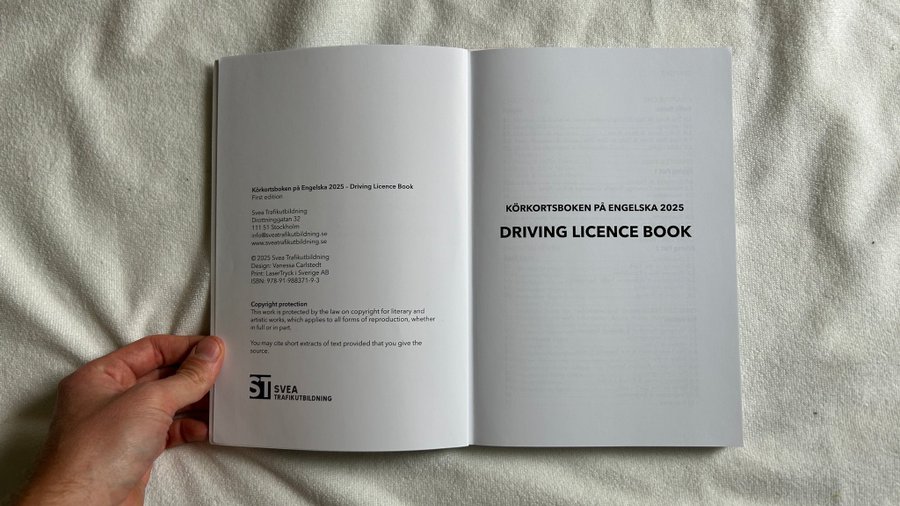 Körkortsboken på Engelska 2025 – Driving Licence Book
First edition
Svea Trafikutbildning
Drottninggatan 32
111 51 Stockholm
info@sveatrafikutbildning.se
www.sveatrafikutbildning.se
© 2025 Svea Trafikutbildning
Design: Vanessa Carlstedt
Print: LaserTryck i Sverige AB
ISBN: 978-91-988371-9-3
Copyright protection
This work is protected by the law on copyright for literary and
artistic works, which applies to all forms of reproduction, whether
in full or in part.
You may cite short extracts of text provided that you give the
source.
ST SVEA
TRAFIKUTBILDNING
KÖRKORTSBOKEN PÅ ENGELSKA 2025
DRIVING LICENCE BOOK